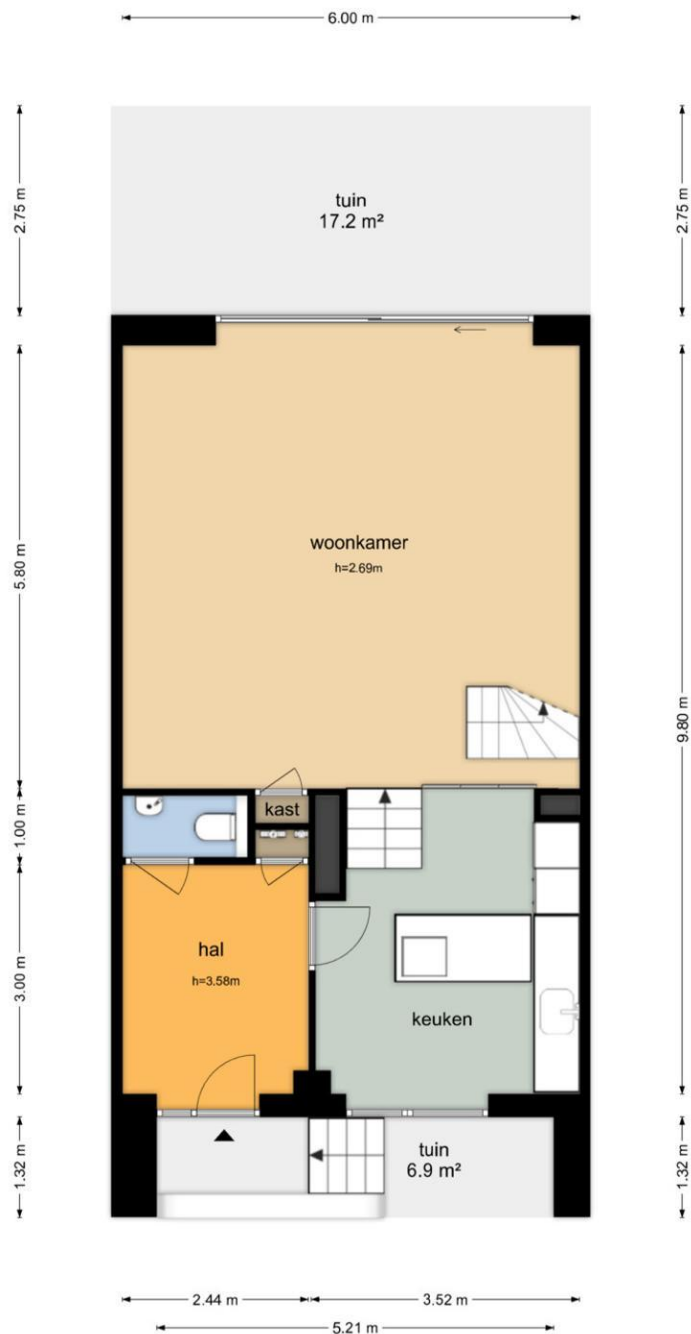 6.00 m
2.75 m
2.75 m
tuin
17.2 m²
5.80 m
9.80 m
woonkamer
h=2.69m
1.00 m
kast
3.00 m
hal
h=3.58m
keuken
1.32 m
1.32 m
tuin
6.9 m²
2.44 m
3.52 m
5.21 m